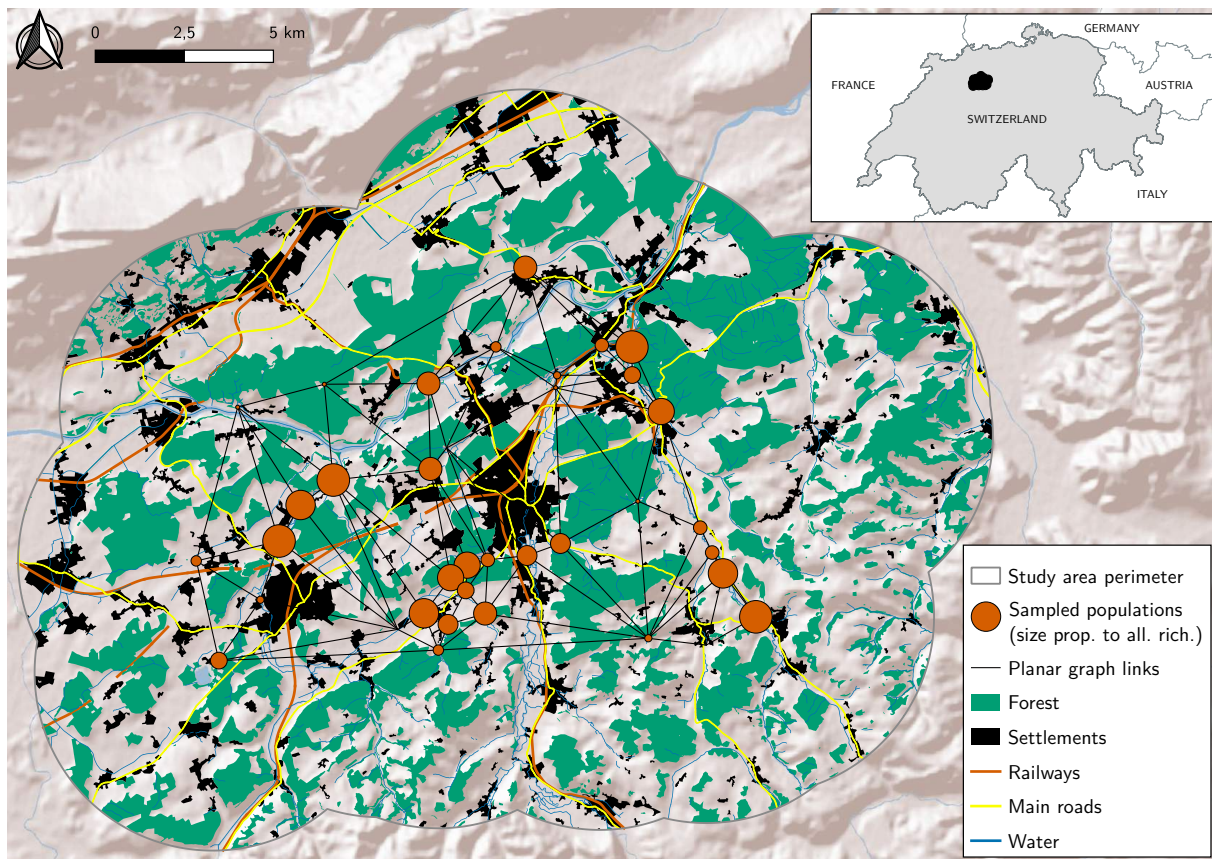 0 2,5 5 km
GERMANY
FRANCE
AUSTRIA
SWITZERLAND
ITALY
Study area perimeter
Sampled populations
(size prop. to all. rich.)
Planar graph links
Forest
Settlements
Railways
Main roads
Water